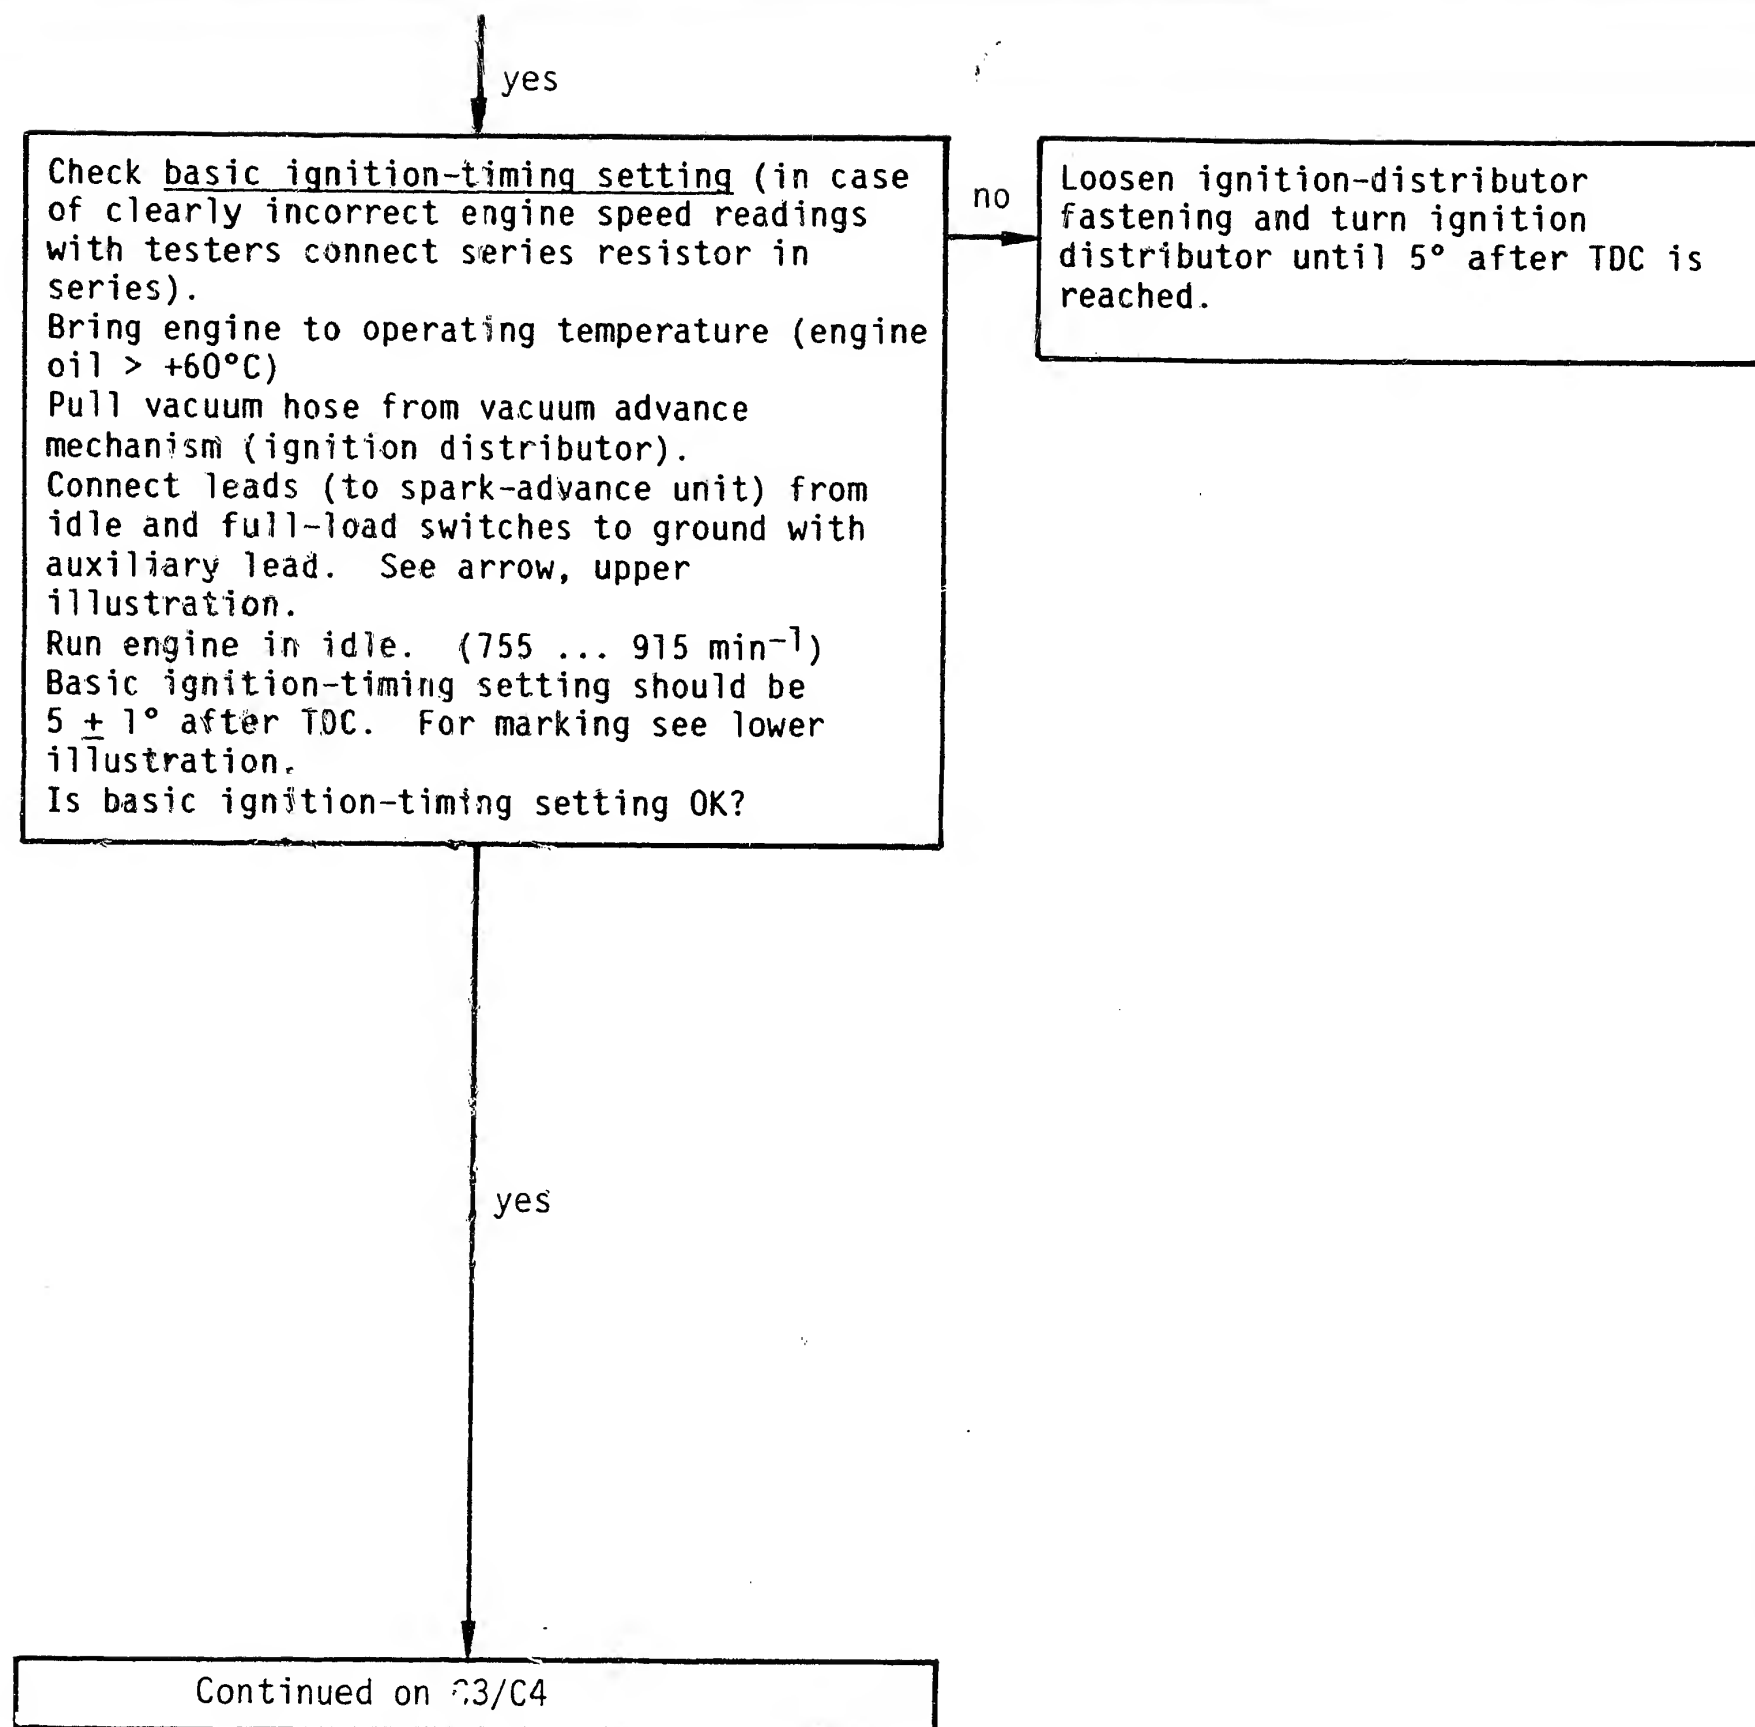 yes
Check basic ignition-timing setting (in case
of clearly incorrect engine speed readings
with testers connect series resistor in
series).
Bring engine to operating temperature (engine
oil > +60°C)
Pull vacuum hose from vacuum advance
mechanism (ignition distributor).
Connect leads (to spark-advance unit) from
idle and full-load switches to ground with
auxiliary lead. See arrow, upper
illustration.
Run engine in idle. (755 ... 915 min⁻¹)
Basic ignition-timing setting should be
5 ± 1° after TDC. For marking see lower
illustration.
Is basic ignition-timing setting OK?
no
Loosen ignition-distributor
fastening and turn ignition
distributor until 5° after TDC is
reached.
yes
Continued on